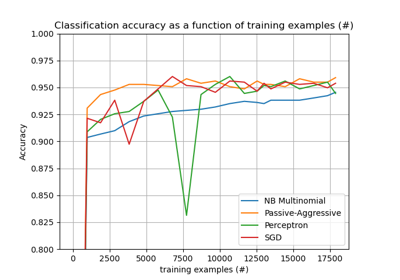 Classification accuracy as a function of training examples (#)
1.000
0.975
0.950
0.925
0.900
0.875
0.850
0.825
0.800
Accuracy
NB Multinomial
Passive-Aggressive
Perceptron
SGD
0 2500 5000 7500 10000 12500 15000 17500
training examples (#)